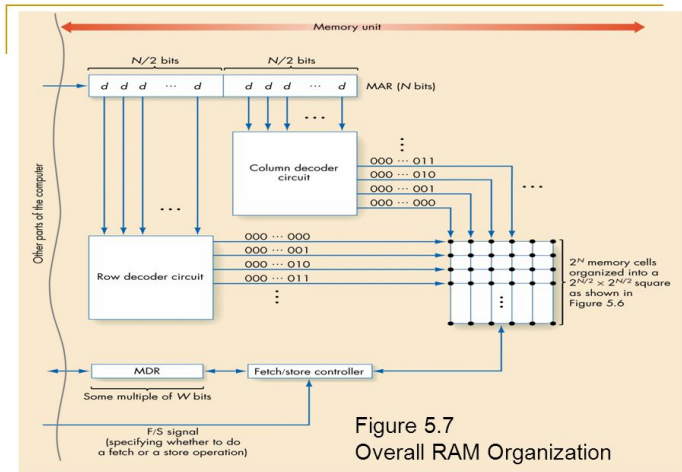 Memory unit
N/2 bits
N/2 bits
d d d ... d
d d d ... d
MAR (N bits)
...
Column decoder
circuit
...
000 ... 011
000 ... 010
000 ... 001
000 ... 000
...
Other parts of the computer
...
Row decoder circuit
000 ... 000
000 ... 001
000 ... 010
000 ... 011
...
...
2^N memory cells
organized into a
2^N/2 × 2^N/2 square
as shown in
Figure 5.6
MDR
Fetch/store controller
Some multiple of W bits
F/S signal
(specifying whether to do
a fetch or a store operation)
Figure 5.7
Overall RAM Organization